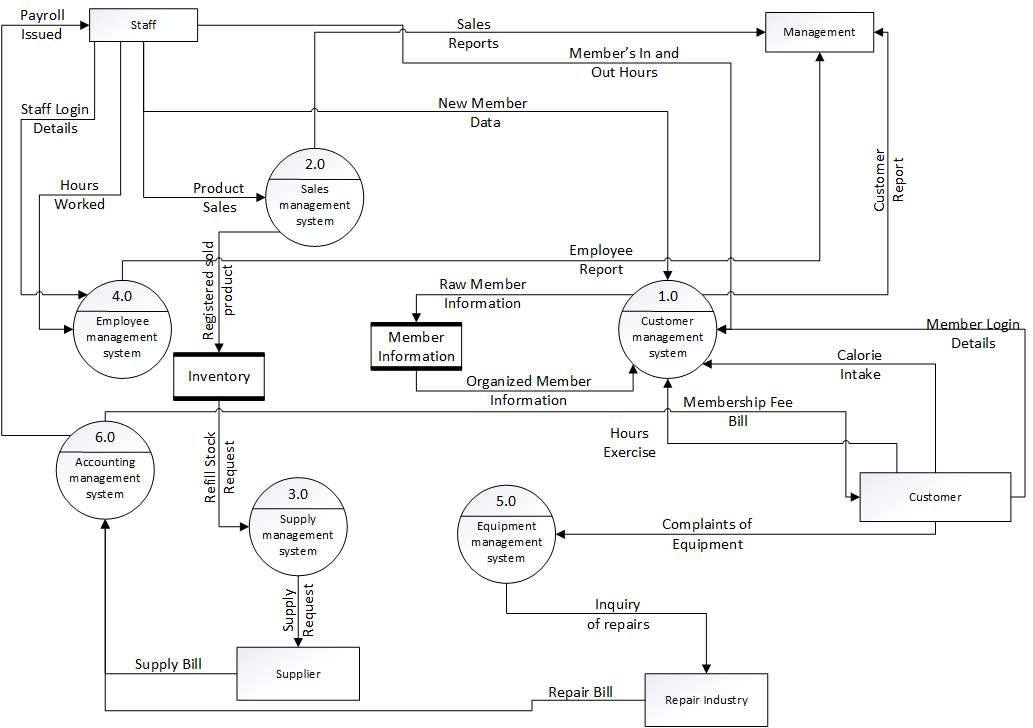 Payroll
Issued
Staff
Sales
Reports
Management
Member's In and
Out Hours
Staff Login
Details
New Member
Data
2.0
Sales
management
system
Customer
Report
Hours
Worked
Product
Sales
Registered sold
product
Employee
Report
4.0
Employee
management
system
Raw Member
Information
1.0
Customer
management
system
Member
Information
Member Login
Details
Inventory
Organized Member
Information
Calorie
Intake
Membership Fee
Bill
6.0
Accounting
management
system
Refill Stock
Request
Hours
Exercise
3.0
Supply
management
system
5.0
Equipment
management
system
Customer
Complaints of
Equipment
Supply
Request
Inquiry
of repairs
Supply Bill
Supplier
Repair Bill
Repair Industry